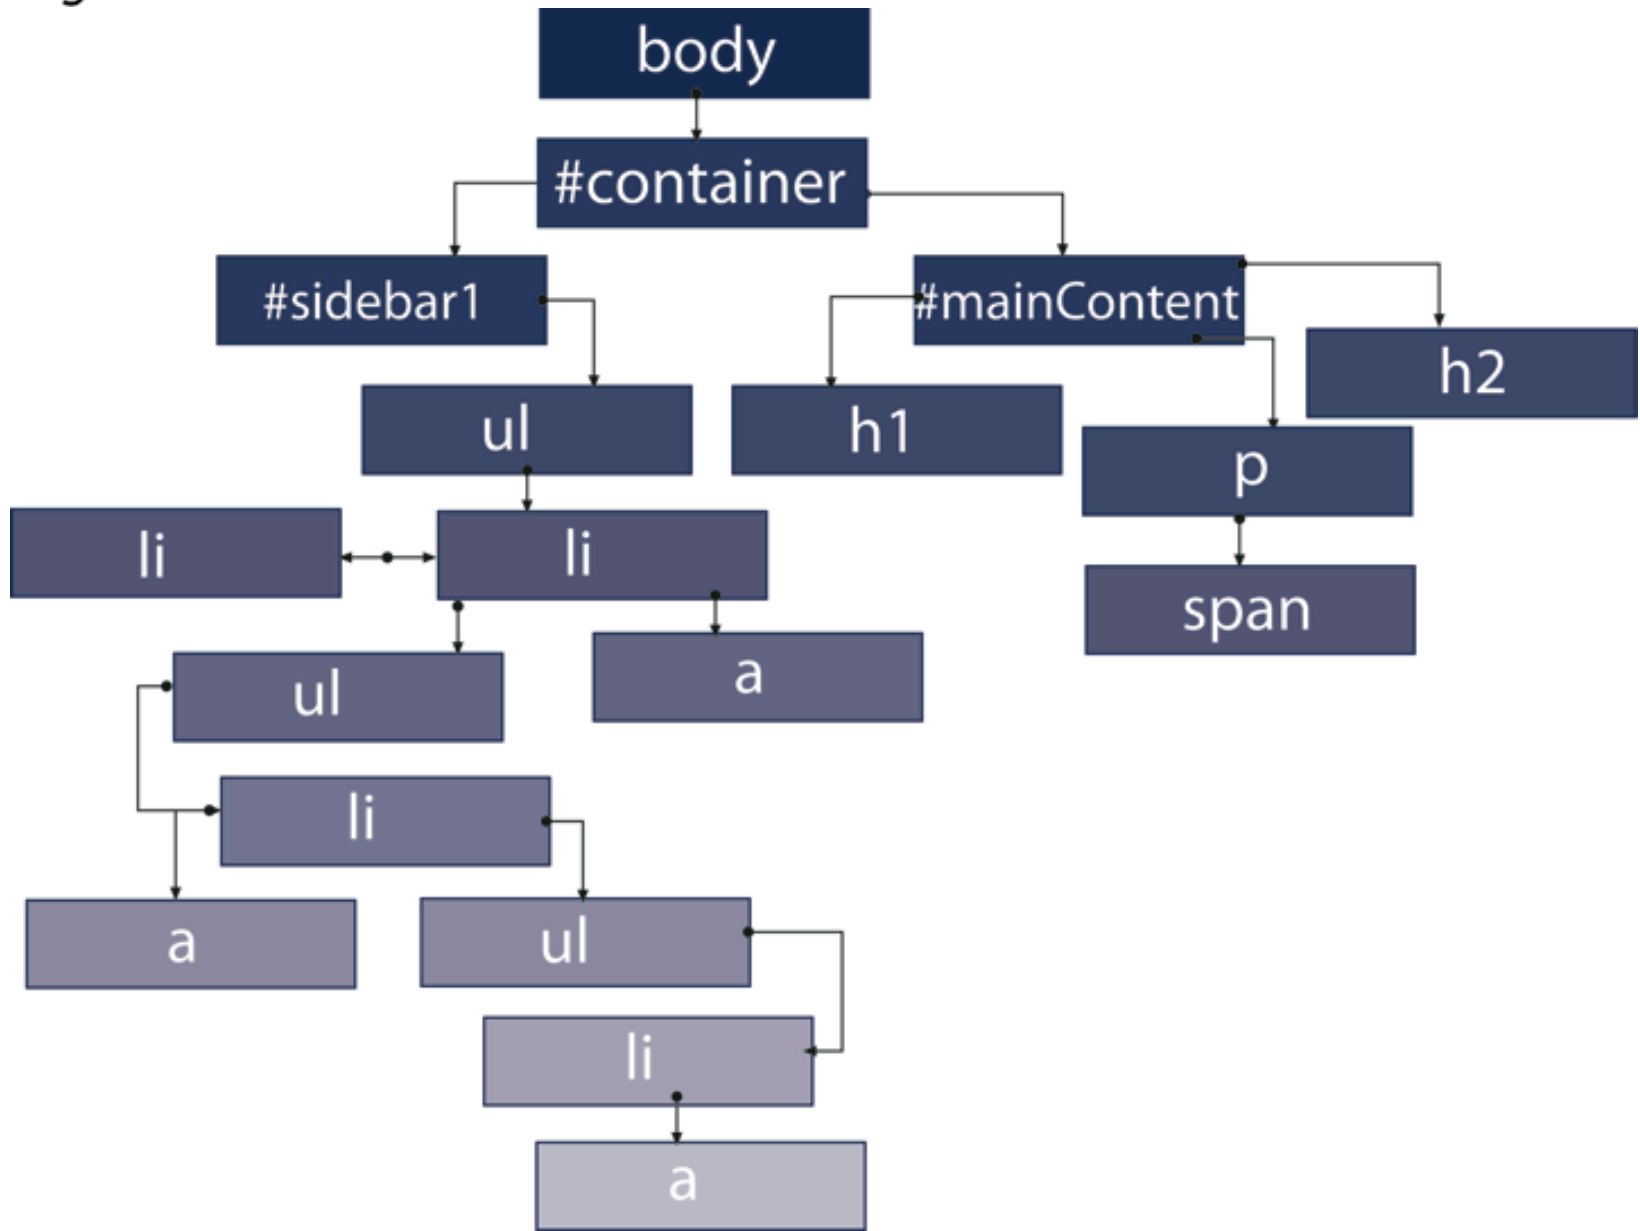 body
#container
#sidebar1
#mainContent
h2
ul
h1
p
li
li
span
a
ul
li
a
ul
li
a